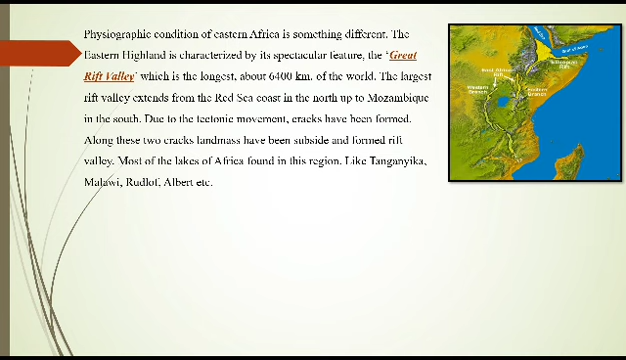 Physiographic condition of eastern Africa is something different. The
Eastern Highland is characterized by its spectacular feature, the ‘Great
Rift Valley’ which is the longest, about 6400 km. of the world. The largest
rift valley extends from the Red Sea coast in the north up to Mozambique
in the south. Due to the tectonic movement, cracks have been formed.
Along these two cracks landmass have been subside and formed rift
valley. Most of the lakes of Africa found in this region. Like Tanganyika,
Malawi, Rudlof, Albert etc.
East African
Rift
Western
Branch
Eastern
Branch